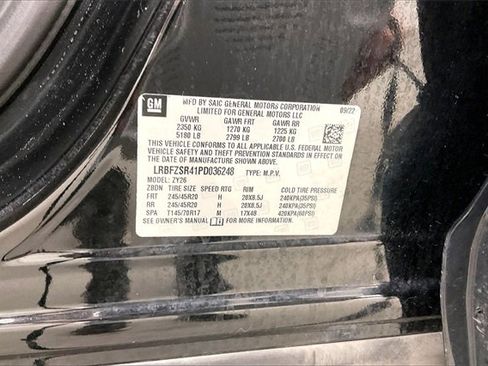 GM
MFD BY SAIC GENERAL MOTORS CORPORATION 09/22
LIMITED FOR GENERAL MOTORS LLC
GVWR GAWR FRT GAWR RR
2350 KG 1270 KG 1225 KG
5180 LB 2799 LB 2700 LB
THIS VEHICLE CONFORMS TO ALL APPLICABLE U.S. FEDERAL MOTOR
VEHICLE SAFETY AND THEFT PREVENTION STANDARDS IN EFFECT ON
THE DATE OF MANUFACTURE SHOWN ABOVE.
LRBFZSR41PD036248 TYPE: M.P.V.
MODEL: ZY26
ZBON TIRE SIZE SPEED RTG RIM COLD TIRE PRESSURE
FRT 245/45R20 H 20X8.5J 240KPA(35PSI)
RR 245/45R20 H 20X8.5J 240KPA(35PSI)
SPA T145/70R17 M 17X4B 420KPA(60PSI)
SEE OWNER'S MANUAL FOR MORE INFORMATION